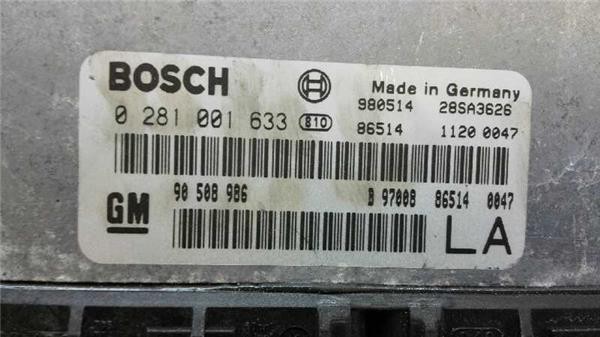 BOSCH Made in Germany
980514 28SA3626
0 281 001 633 810 86514 1120 0047
GM 90 508 986 B 97008 86514 0047
LA